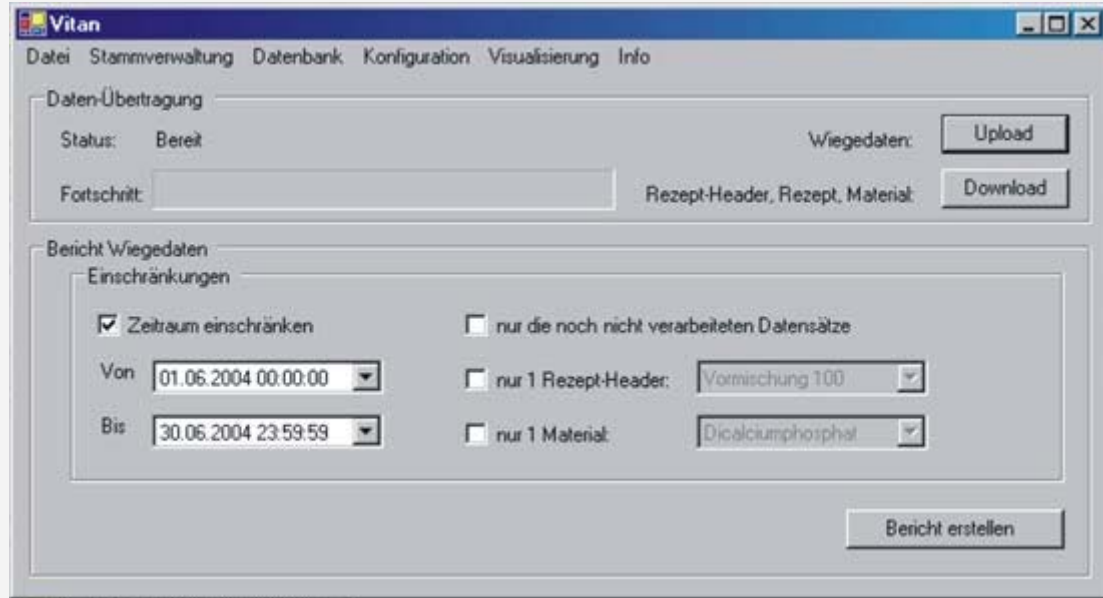 Vitan
Datei Stammverwaltung Datenbank Konfiguration Visualisierung Info
Daten-Übertragung
Status: Bereit Wiegedaten: Upload
Fortschritt: Rezept-Header, Rezept, Material: Download
Bericht Wiegedaten
Einschränkungen
Zeitraum einschränken nur die noch nicht verarbeiteten Datensätze
Von 01.06.2004 00:00:00 nur 1 Rezept-Header: Vormischung 100
Bis 30.06.2004 23:59:59 nur 1 Material: Dicalciumphosphat
Bericht erstellen